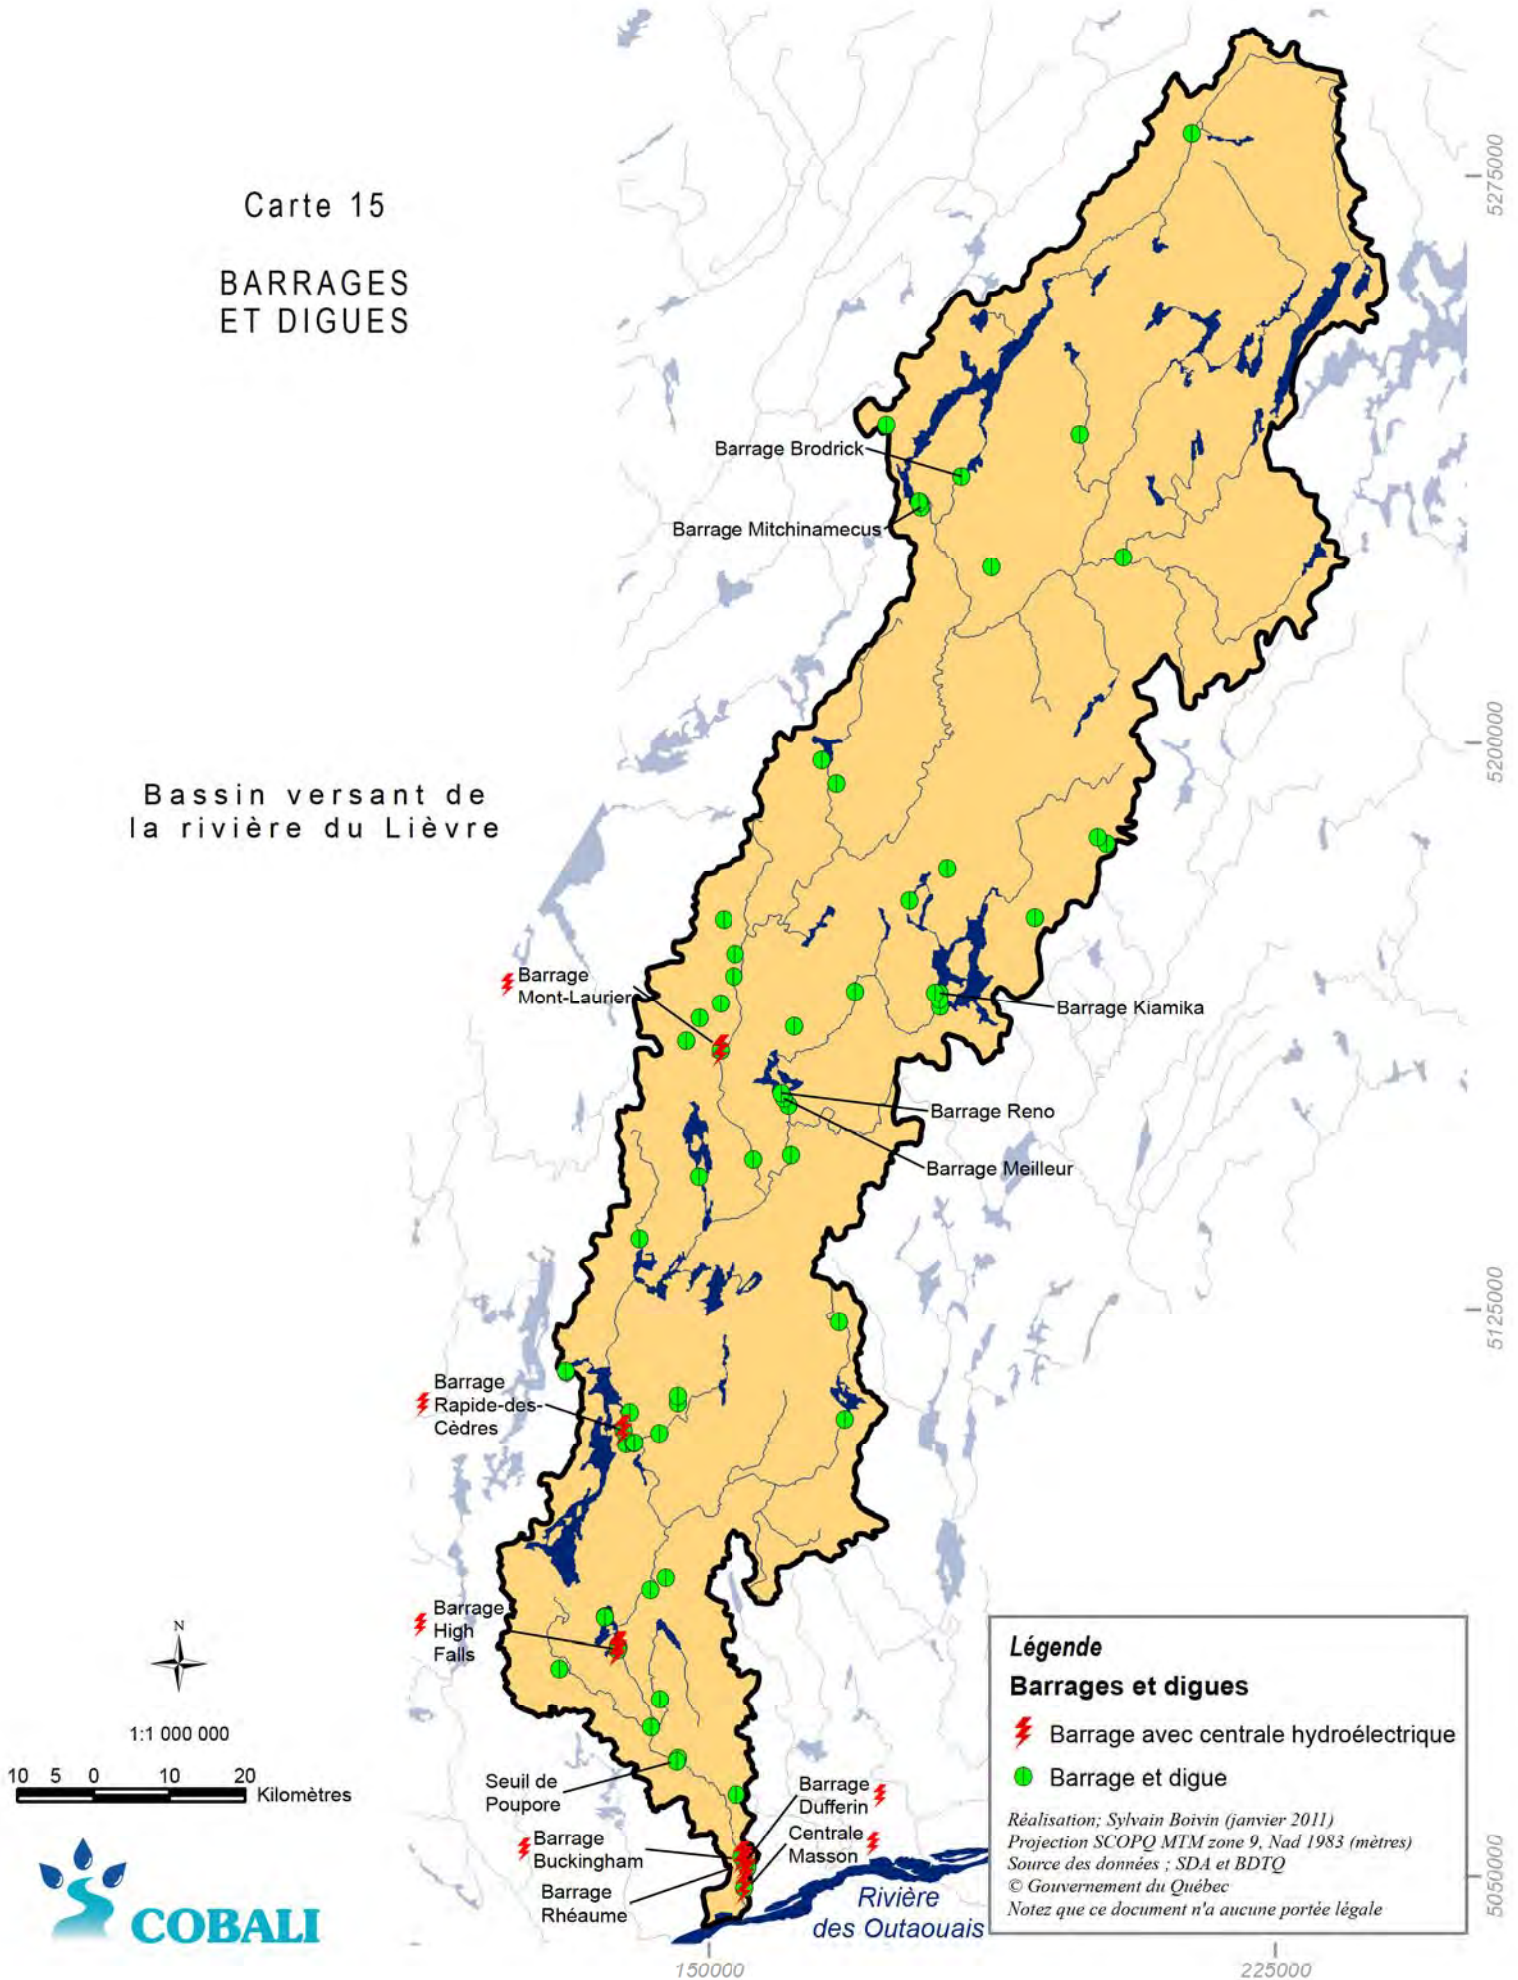 Carte 15
BARRAGES
ET DIGUES
Bassin versant de
la rivière du Lièvre
5275000
5200000
5125000
5050000
150000
225000
Barrage Brodrick
Barrage Mitchinamecus
Barrage
Mont-Laurier
Barrage Kiamika
Barrage Reno
Barrage Meilleur
Barrage
Rapide-des-
Cèdres
Barrage
High
Falls
Seuil de
Poupore
Barrage
Dufferin
Centrale
Masson
Barrage
Buckingham
Barrage
Rhéaume
Rivière
des Outaouais
N
1:1 000 000
10 5 0 10 20
Kilomètres
COBALI
Légende
Barrages et digues
Barrage avec centrale hydroélectrique
Barrage et digue
Réalisation; Sylvain Boivin (janvier 2011)
Projection SCOPQ MTM zone 9, Nad 1983 (mètres)
Source des données ; SDA et BDTQ
© Gouvernement du Québec
Notez que ce document n'a aucune portée légale